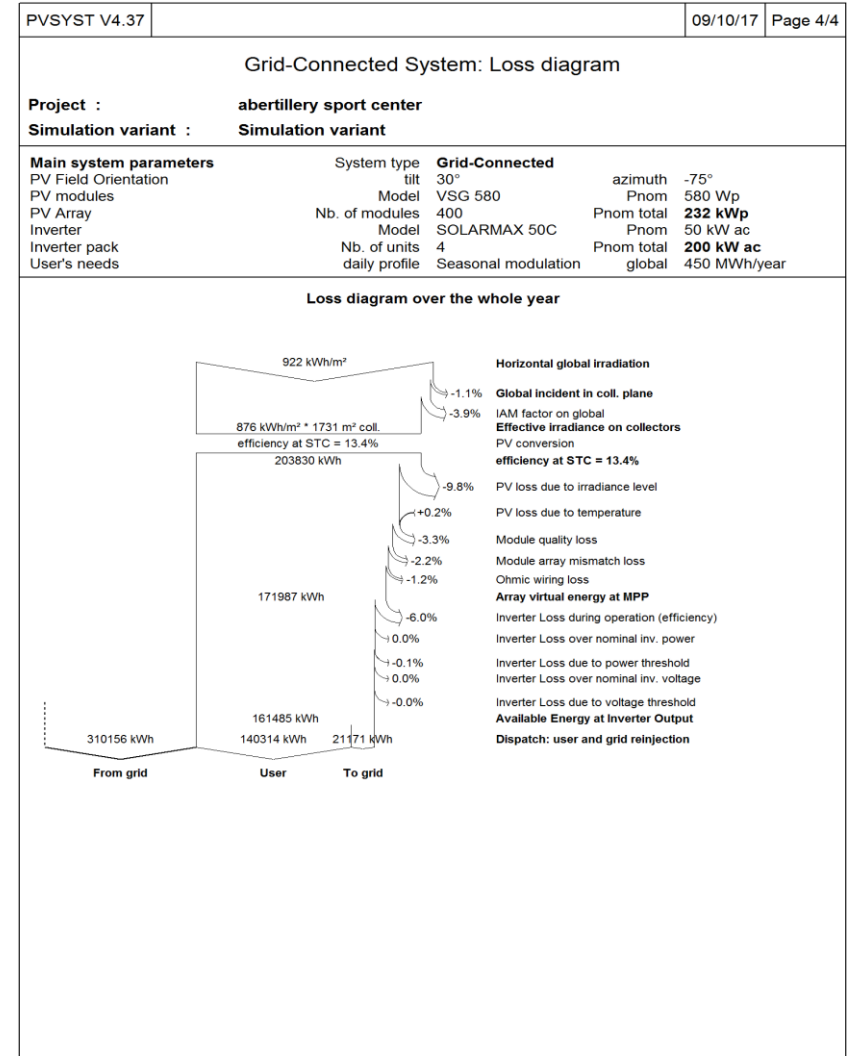 PVSYST V4.37 09/10/17 Page 4/4
Grid-Connected System: Loss diagram
Project : abertillery sport center
Simulation variant : Simulation variant
Main system parameters System type Grid-Connected
PV Field Orientation tilt 30° azimuth -75°
PV modules Model VSG 580 Pnom 580 Wp
PV Array Nb. of modules 400 Pnom total 232 kWp
Inverter Model SOLARMAX 50C Pnom 50 kW ac
Inverter pack Nb. of units 4 Pnom total 200 kW ac
User's needs daily profile Seasonal modulation global 450 MWh/year
Loss diagram over the whole year
922 kWh/m² Horizontal global irradiation
-1.1% Global incident in coll. plane
-3.9% IAM factor on global
876 kWh/m² * 1731 m² coll. Effective irradiance on collectors
efficiency at STC = 13.4% PV conversion
203830 kWh efficiency at STC = 13.4%
-9.8% PV loss due to irradiance level
+0.2% PV loss due to temperature
-3.3% Module quality loss
-2.2% Module array mismatch loss
-1.2% Ohmic wiring loss
171987 kWh Array virtual energy at MPP
-6.0% Inverter Loss during operation (efficiency)
0.0% Inverter Loss over nominal inv. power
-0.1% Inverter Loss due to power threshold
0.0% Inverter Loss over nominal inv. voltage
-0.0% Inverter Loss due to voltage threshold
161485 kWh Available Energy at Inverter Output
310156 kWh 140314 kWh 21171 kWh Dispatch: user and grid reinjection
From grid User To grid